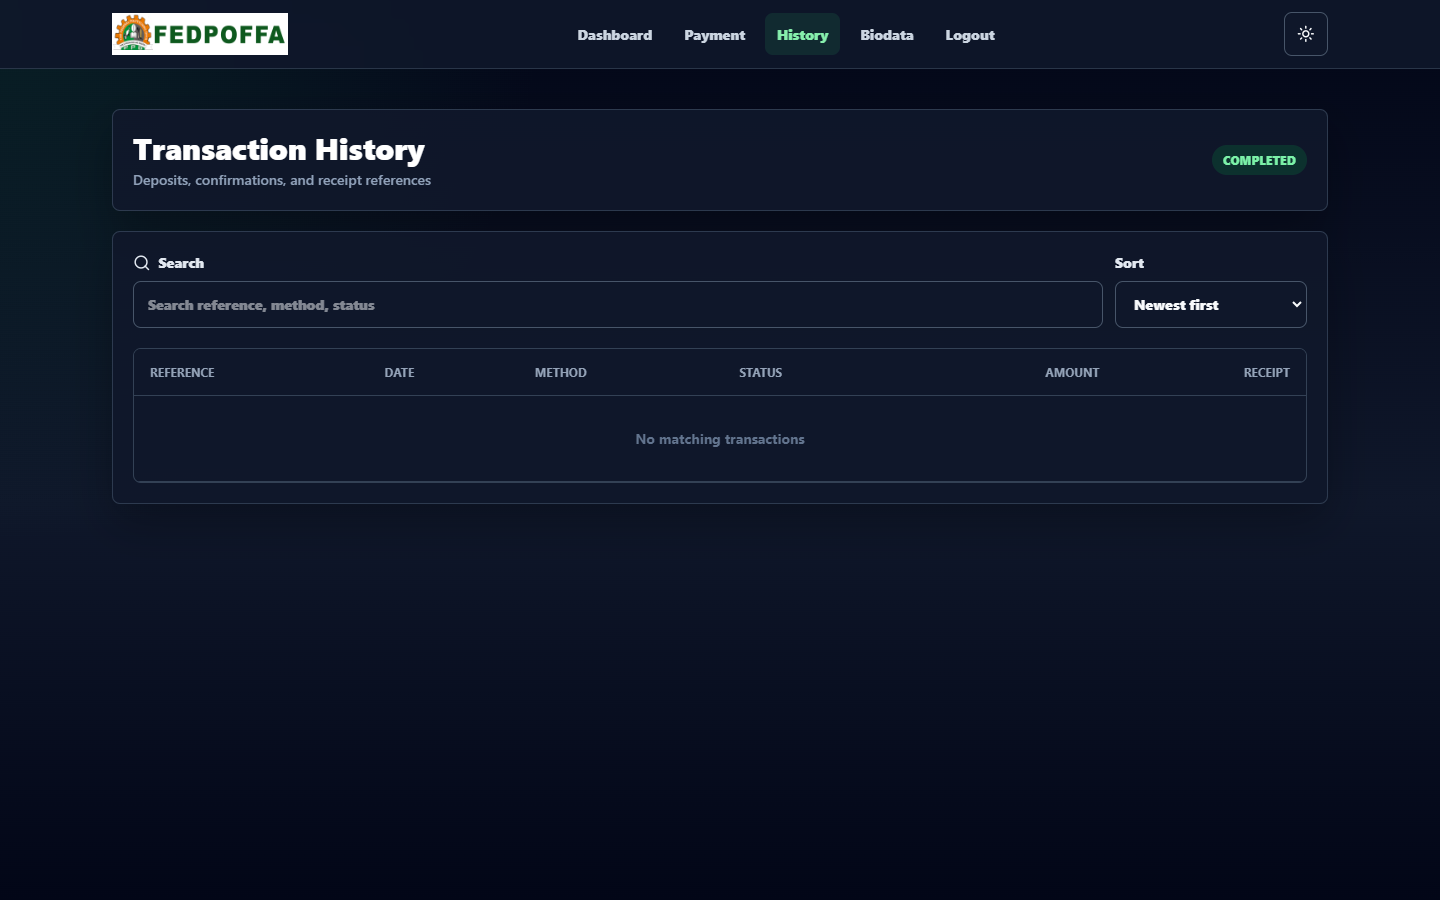 FEDPOFFA
Dashboard
Payment
History
Biodata
Logout
Transaction History
Deposits, confirmations, and receipt references
COMPLETED
Search
Sort
Search reference, method, status
Newest first
REFERENCE DATE METHOD STATUS AMOUNT RECEIPT
No matching transactions